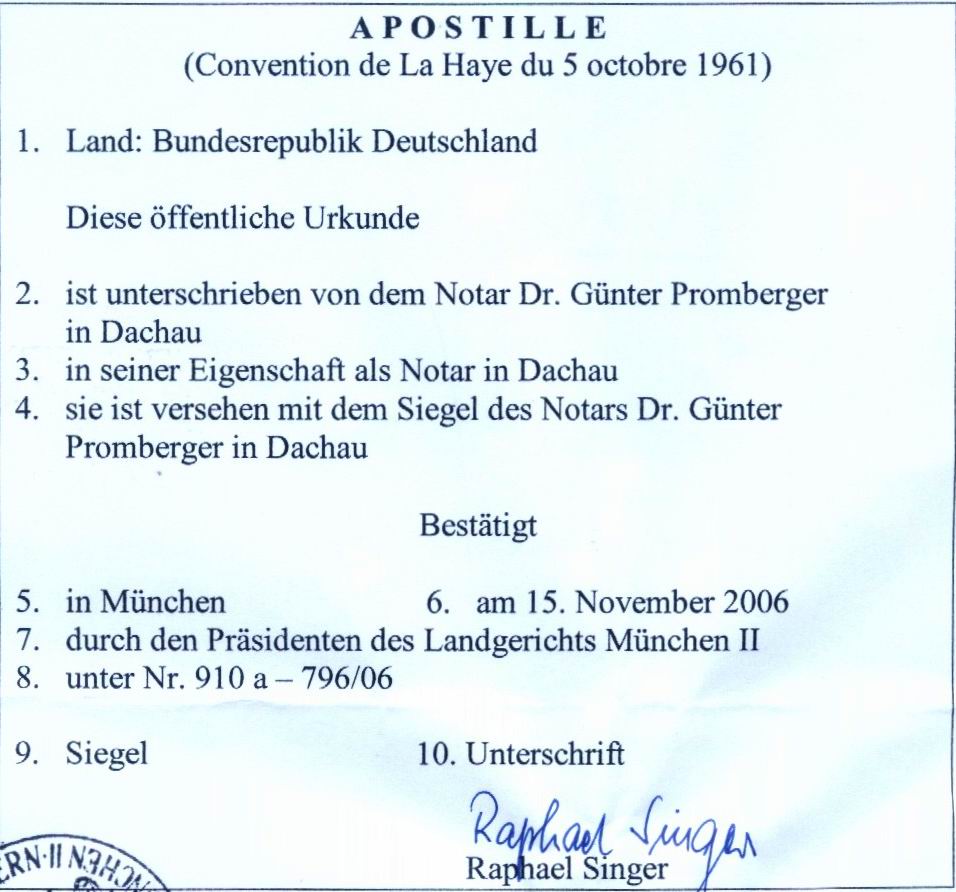 APOSTILLE
(Convention de La Haye du 5 octobre 1961)
1. Land: Bundesrepublik Deutschland
Diese öffentliche Urkunde
2. ist unterschrieben von dem Notar Dr. Günter Promberger
in Dachau
3. in seiner Eigenschaft als Notar in Dachau
4. sie ist versehen mit dem Siegel des Notars Dr. Günter
Promberger in Dachau
Bestätigt
5. in München 6. am 15. November 2006
7. durch den Präsidenten des Landgerichts München II
8. unter Nr. 910 a – 796/06
9. Siegel 10. Unterschrift
Raphael Singer
Raphael Singer